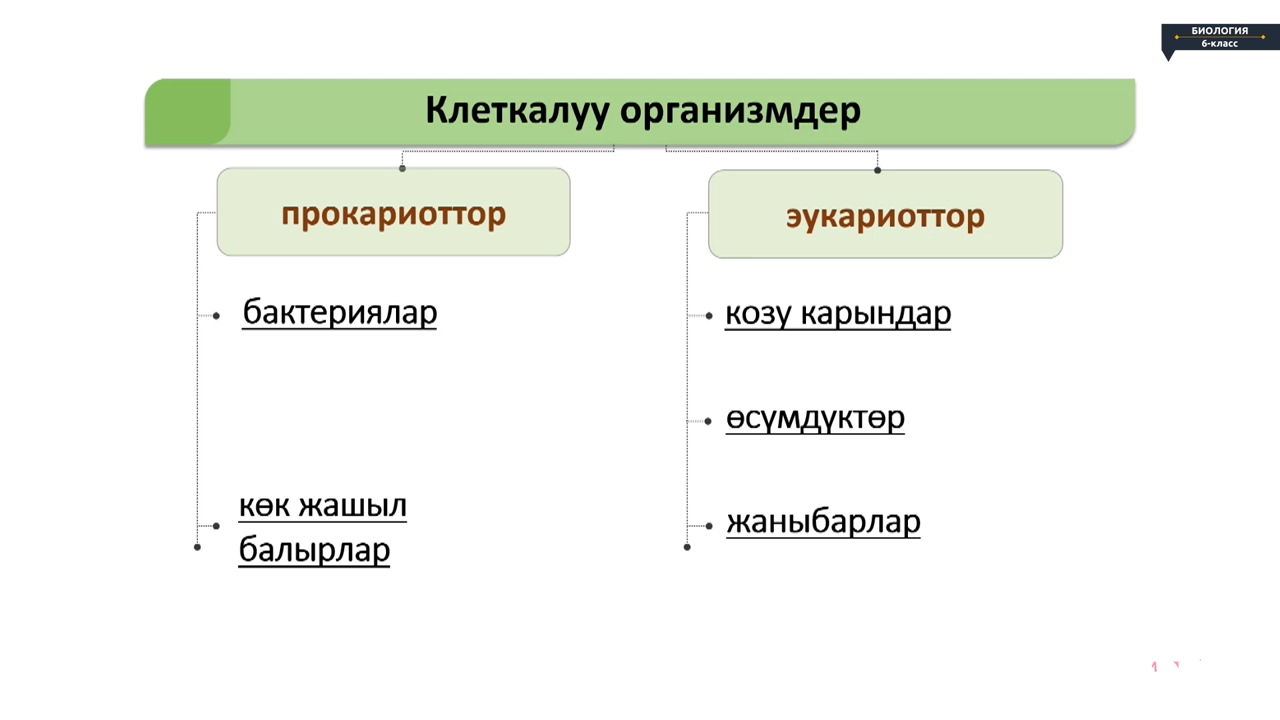 БИОЛОГИЯ
6-класс
Клеткалуу организмдер
прокариоттор
эукариоттор
бактериялар
козу карындар
өсүмдүктөр
көк жашыл
балырлар
жаныбарлар